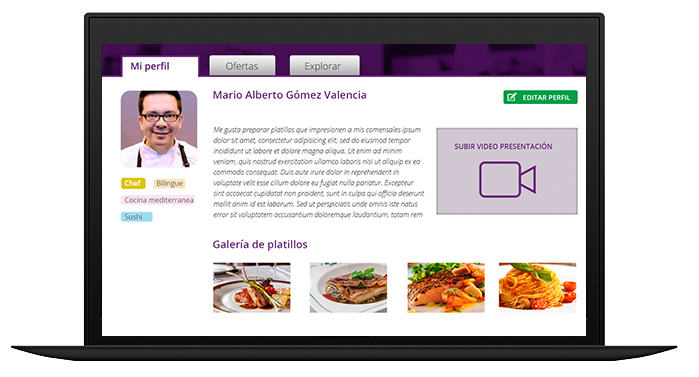 Mi perfil
Ofertas
Explorar
Mario Alberto Gómez Valencia
EDITAR PERFIL
Me gusta preparar platillos que impresionen a mis comensales ipsum
dolor sit amet, consectetur adipisicing elit, sed do eiusmod tempor
incididunt ut labore et dolore magna aliqua. Ut enim ad minim
veniam, quis nostrud exercitation ullamco laboris nisi ut aliquip ex ea
commodo consequat. Duis aute irure dolor in reprehenderit in
voluptate velit esse cillum dolore eu fugiat nulla pariatur. Excepteur
sint occaecat cupidatat non proident, sunt in culpa qui officia deserunt
mollit anim id est laborum. Sed ut perspiciatis unde omnis iste natus
error sit voluptatem accusantium doloremque laudantium, totam rem
SUBIR VIDEO PRESENTACIÓN
Chef
Bilingue
Cocina mediterranea
Sushi
Galería de platillos